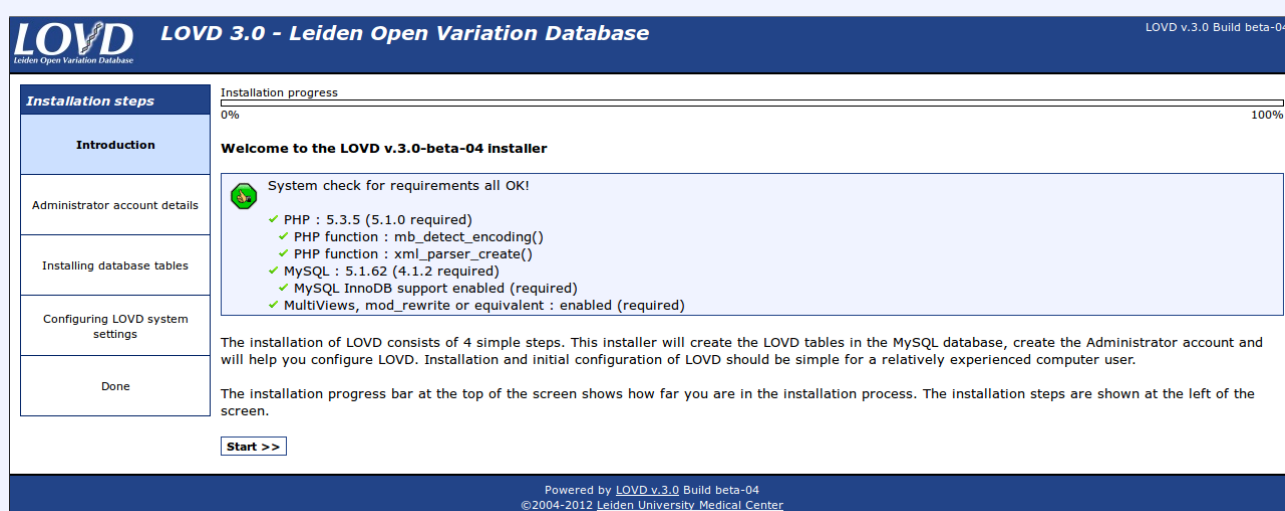 LOVD
Leiden Open Variation Database
LOVD 3.0 - Leiden Open Variation Database
LOVD v.3.0 Build beta-04
Installation steps
Introduction
Administrator account details
Installing database tables
Configuring LOVD system
settings
Done
Installation progress
0% 100%
Welcome to the LOVD v.3.0-beta-04 installer
System check for requirements all OK!
PHP : 5.3.5 (5.1.0 required)
PHP function : mb_detect_encoding()
PHP function : xml_parser_create()
MySQL : 5.1.62 (4.1.2 required)
MySQL InnoDB support enabled (required)
MultiViews, mod_rewrite or equivalent : enabled (required)
The installation of LOVD consists of 4 simple steps. This installer will create the LOVD tables in the MySQL database, create the Administrator account and
will help you configure LOVD. Installation and initial configuration of LOVD should be simple for a relatively experienced computer user.
The installation progress bar at the top of the screen shows how far you are in the installation process. The installation steps are shown at the left of the
screen.
Start >>
Powered by LOVD v.3.0 Build beta-04
©2004-2012 Leiden University Medical Center